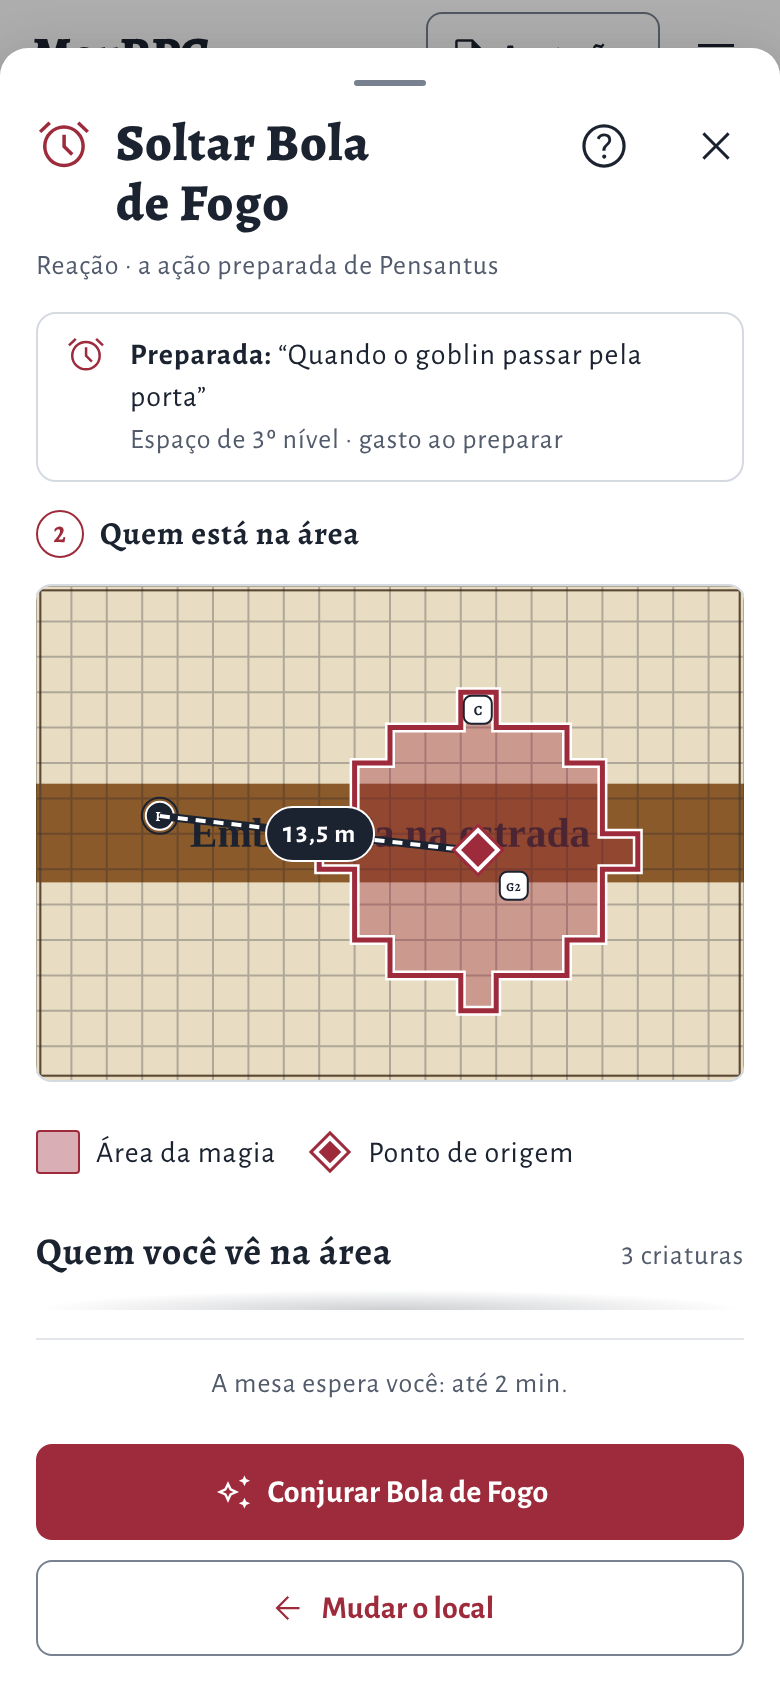 Soltar Bola
de Fogo
Reação · a ação preparada de Pensantus
Preparada: “Quando o goblin passar pela
porta”
Espaço de 3º nível · gasto ao preparar
2 Quem está na área
C
13,5 m
na estrada
G2
Área da magia
Ponto de origem
Quem você vê na área
3 criaturas
A mesa espera você: até 2 min.
Conjurar Bola de Fogo
Mudar o local